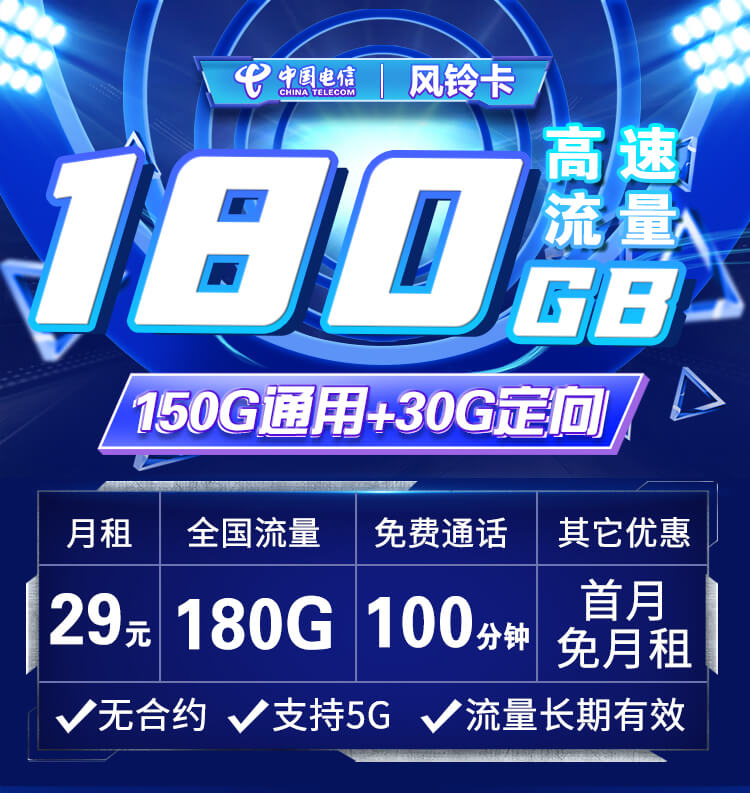 中国电信 CHINA TELECOM | 风铃卡
180GB
高速
流量
150G通用+30G定向
月租 全国流量 免费通话 其它优惠
29元 180G 100分钟 首月免月租
无合约 支持5G 流量长期有效